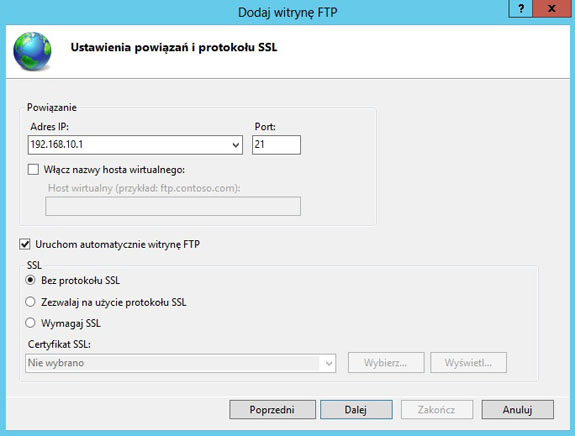 Dodaj witrynę FTP
?
Ustawienia powiązań i protokołu SSL
Powiązanie
Adres IP:
Port:
192.168.10.1
21
Włącz nazwy hosta wirtualnego:
Host wirtualny (przykład: ftp.contoso.com):
Uruchom automatycznie witrynę FTP
SSL
Bez protokołu SSL
Zezwalaj na użycie protokołu SSL
Wymagaj SSL
Certyfikat SSL:
Nie wybrano
Wybierz...
Wyświetl...
Poprzedni
Dalej
Zakończ
Anuluj